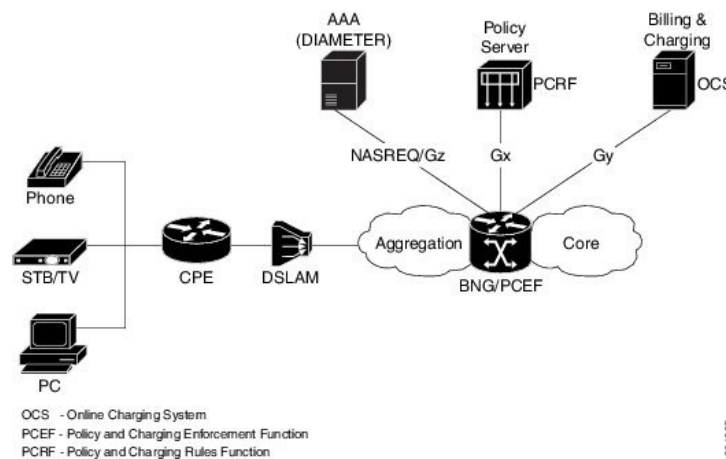 AAA
(DIAMETER)
Policy
Server
Billing &
Charging
PCRF
OCS
NASREQ/Gz
Gx
Gy
Phone
STB/TV
PC
CPE
DSLAM
Aggregation
Core
BNG/PCEF
OCS - Online Charging System
PCEF - Policy and Charging Enforcement Function
PCRF - Policy and Charging Rules Function